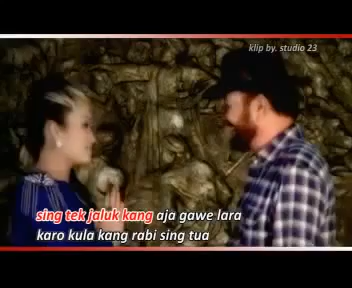 klip by. studio 23
sing tek jaluk kang aja gawe lara
karo kula kang rabi sing tua